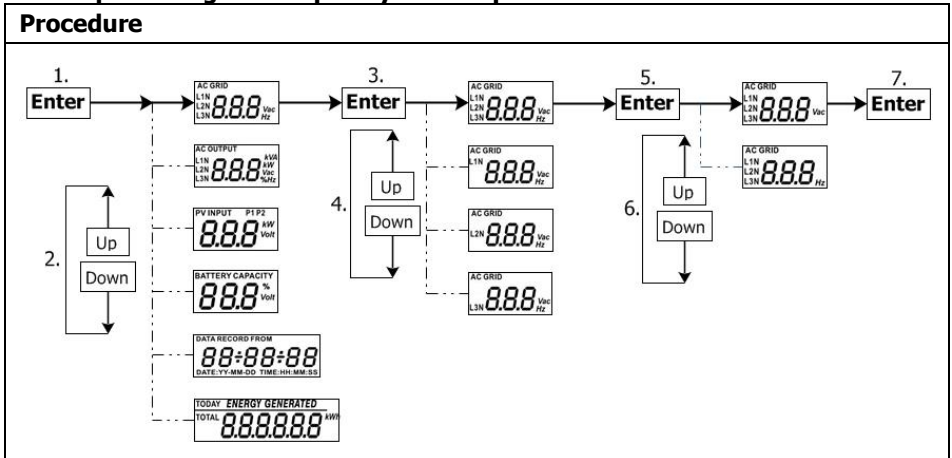 Procedure
1.
Enter
AC GRID
L1N
L2N
L3N
8.8.8
Vac
Hz
3.
Enter
AC GRID
L1N
L2N
L3N
8.8.8
Vac
Hz
5.
Enter
AC GRID
L1N
L2N
L3N
8.8.8
Vac
7.
Enter
AC OUTPUT
L1N
L2N
L3N
8.8.8
kVA
kW
Vac
%Hz
AC GRID
L1N
8.8.8
Vac
Hz
AC GRID
L1N
L2N
L3N
8.8.8
Hz
2.
Up
Down
PV INPUT P1 P2
8.8.8
kW
Volt
4.
Up
Down
AC GRID
L2N
8.8.8
Vac
Hz
6.
Up
Down
BATTERY CAPACITY
88.8
%
Volt
AC GRID
L3N
8.8.8
Vac
Hz
DATA RECORD FROM
88:88:88
DATE:YY-MM-DD TIME:HH:MM:SS
TODAY ENERGY GENERATED
TOTAL
8.8.8.8.8.8
kWh